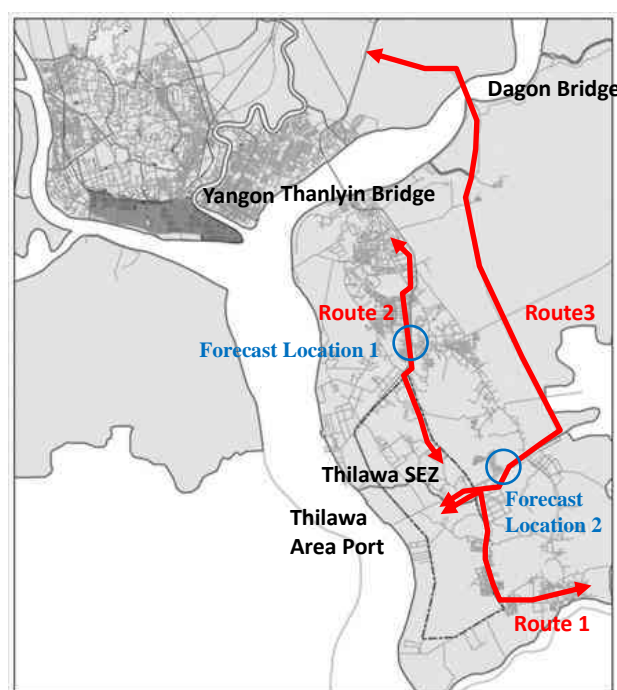 Dagon Bridge
Yangon Thanlyin Bridge
Route 2
Route3
Forecast Location 1
Thilawa SEZ
Forecast
Location 2
Thilawa
Area Port
Route 1